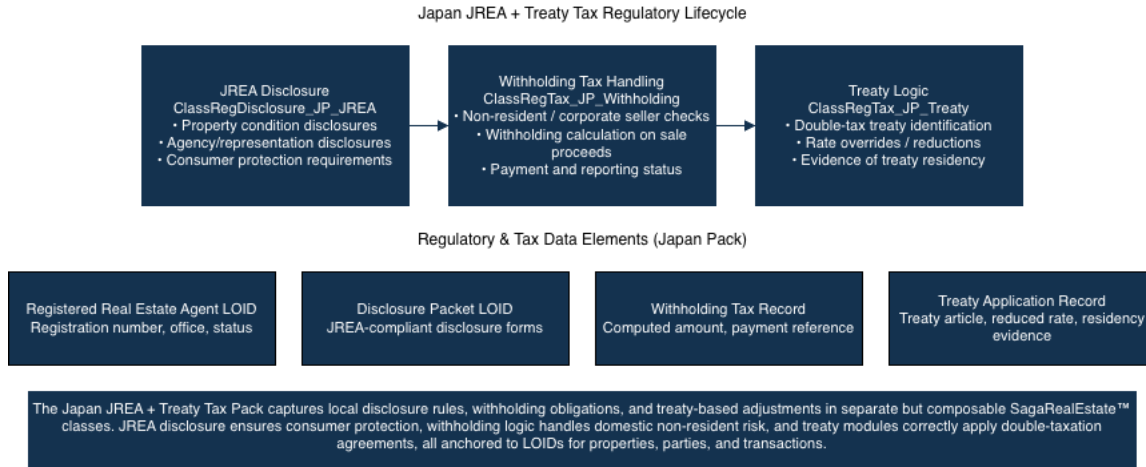 Japan JREA + Treaty Tax Regulatory Lifecycle
JREA Disclosure
ClassRegDisclosure_JP_JREA
• Property condition disclosures
• Agency/representation disclosures
• Consumer protection requirements
Withholding Tax Handling
ClassRegTax_JP_Withholding
• Non-resident / corporate seller checks
• Withholding calculation on sale
proceeds
• Payment and reporting status
Treaty Logic
ClassRegTax_JP_Treaty
• Double-tax treaty identification
• Rate overrides / reductions
• Evidence of treaty residency
Regulatory & Tax Data Elements (Japan Pack)
Registered Real Estate Agent LOID
Registration number, office, status
Disclosure Packet LOID
JREA-compliant disclosure forms
Withholding Tax Record
Computed amount, payment reference
Treaty Application Record
Treaty article, reduced rate, residency
evidence
The Japan JREA + Treaty Tax Pack captures local disclosure rules, withholding obligations, and treaty-based adjustments in separate but composable SagaRealEstate™
classes. JREA disclosure ensures consumer protection, withholding logic handles domestic non-resident risk, and treaty modules correctly apply double-taxation
agreements, all anchored to LOIDs for properties, parties, and transactions.